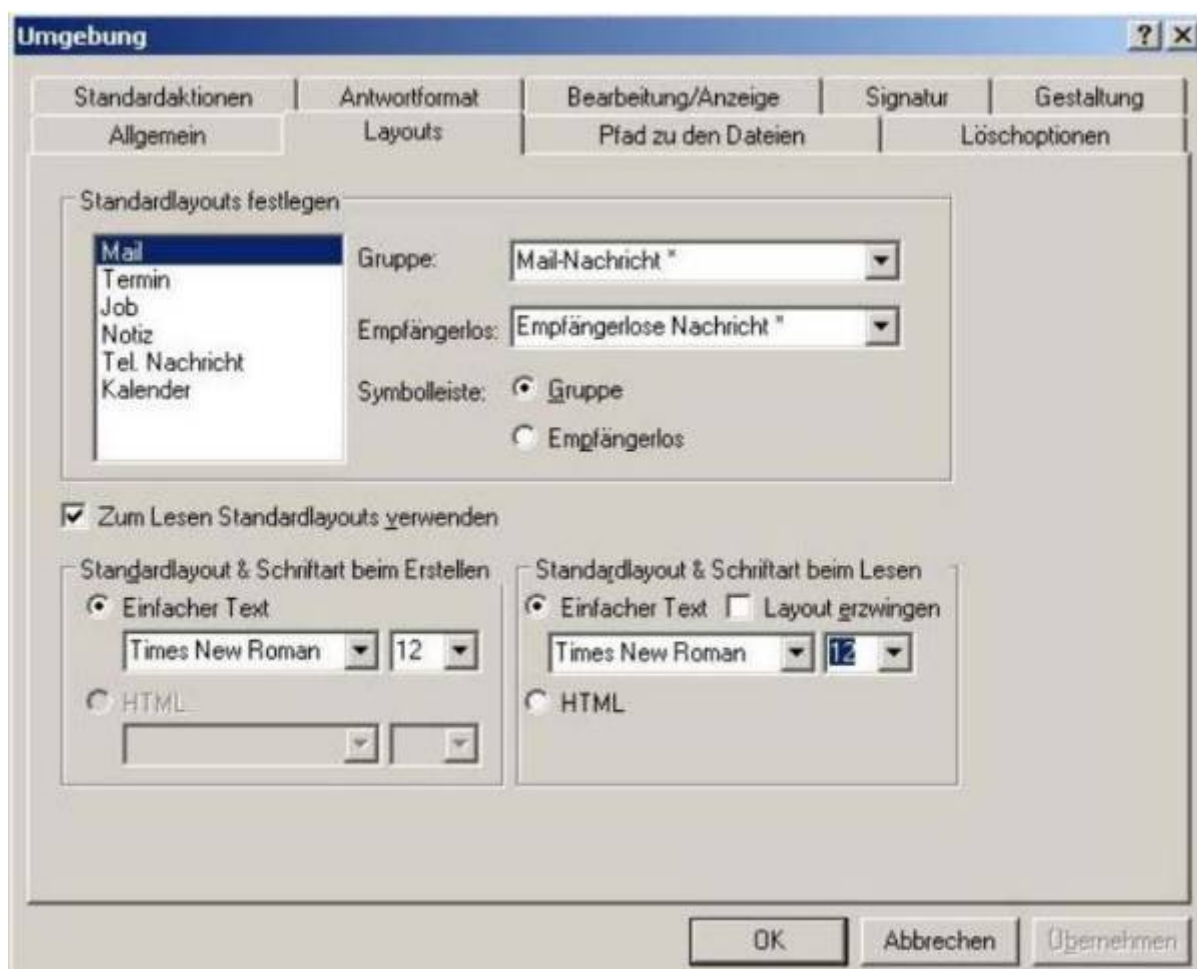 Umgebung
Standardaktionen Antwortformat Bearbeitung/Anzeige Signatur Gestaltung
Allgemein Layouts Pfad zu den Dateien Löschoptionen
Standardlayouts festlegen
Mail
Termin
Job
Notiz
Tel. Nachricht
Kalender
Gruppe: Mail-Nachricht *
Empfängerlos: Empfängerlose Nachricht *
Symbolleiste: Gruppe
Empfängerlos
Zum Lesen Standardlayouts verwenden
Standardlayout & Schriftart beim Erstellen
Einfacher Text
Times New Roman 12
HTML
Standardlayout & Schriftart beim Lesen
Einfacher Text Layout erzwingen
Times New Roman 12
HTML
OK Abbrechen Übernehmen